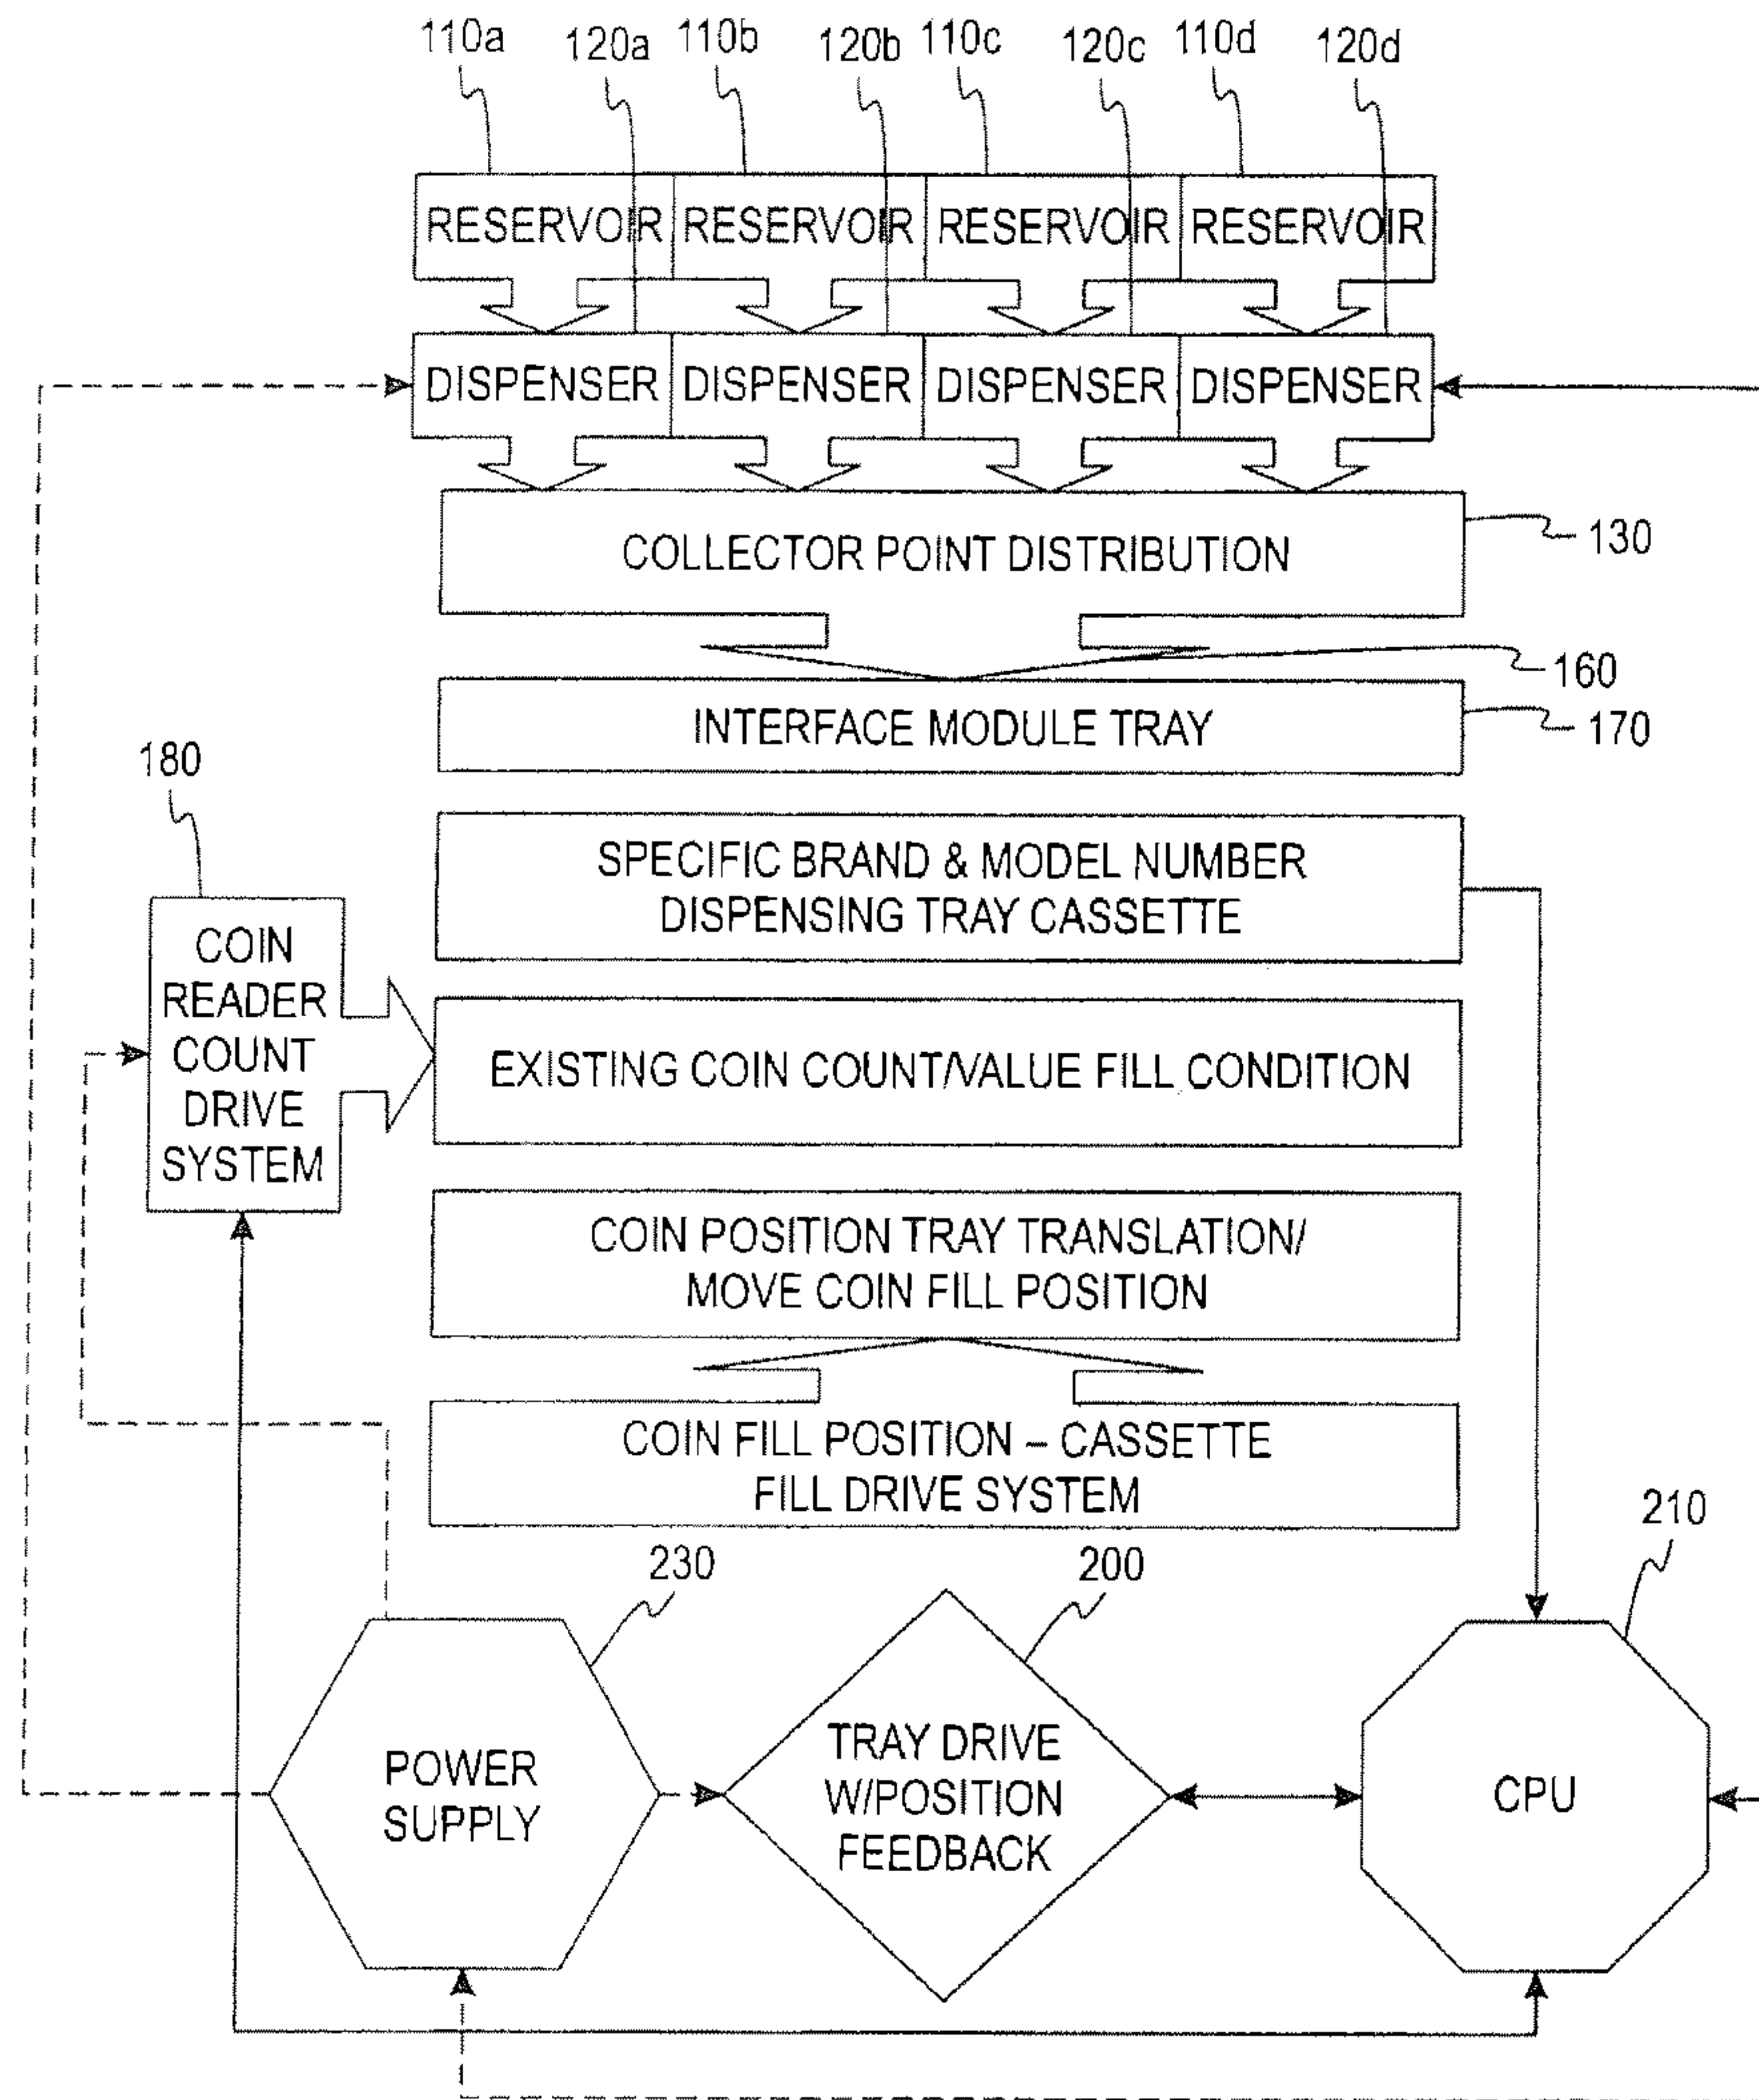 110a 120a 110b 120b 110c 120c 110d 120d
RESERVOIR RESERVOIR RESERVOIR RESERVOIR
DISPENSER DISPENSER DISPENSER DISPENSER
COLLECTOR POINT DISTRIBUTION
130
160
INTERFACE MODULE TRAY
170
180
SPECIFIC BRAND & MODEL NUMBER
DISPENSING TRAY CASSETTE
COIN
READER
COUNT
DRIVE
SYSTEM
EXISTING COIN COUNT/VALUE FILL CONDITION
COIN POSITION TRAY TRANSLATION/
MOVE COIN FILL POSITION
COIN FILL POSITION – CASSETTE
FILL DRIVE SYSTEM
230
200
210
POWER
SUPPLY
TRAY DRIVE
W/POSITION
FEEDBACK
CPU